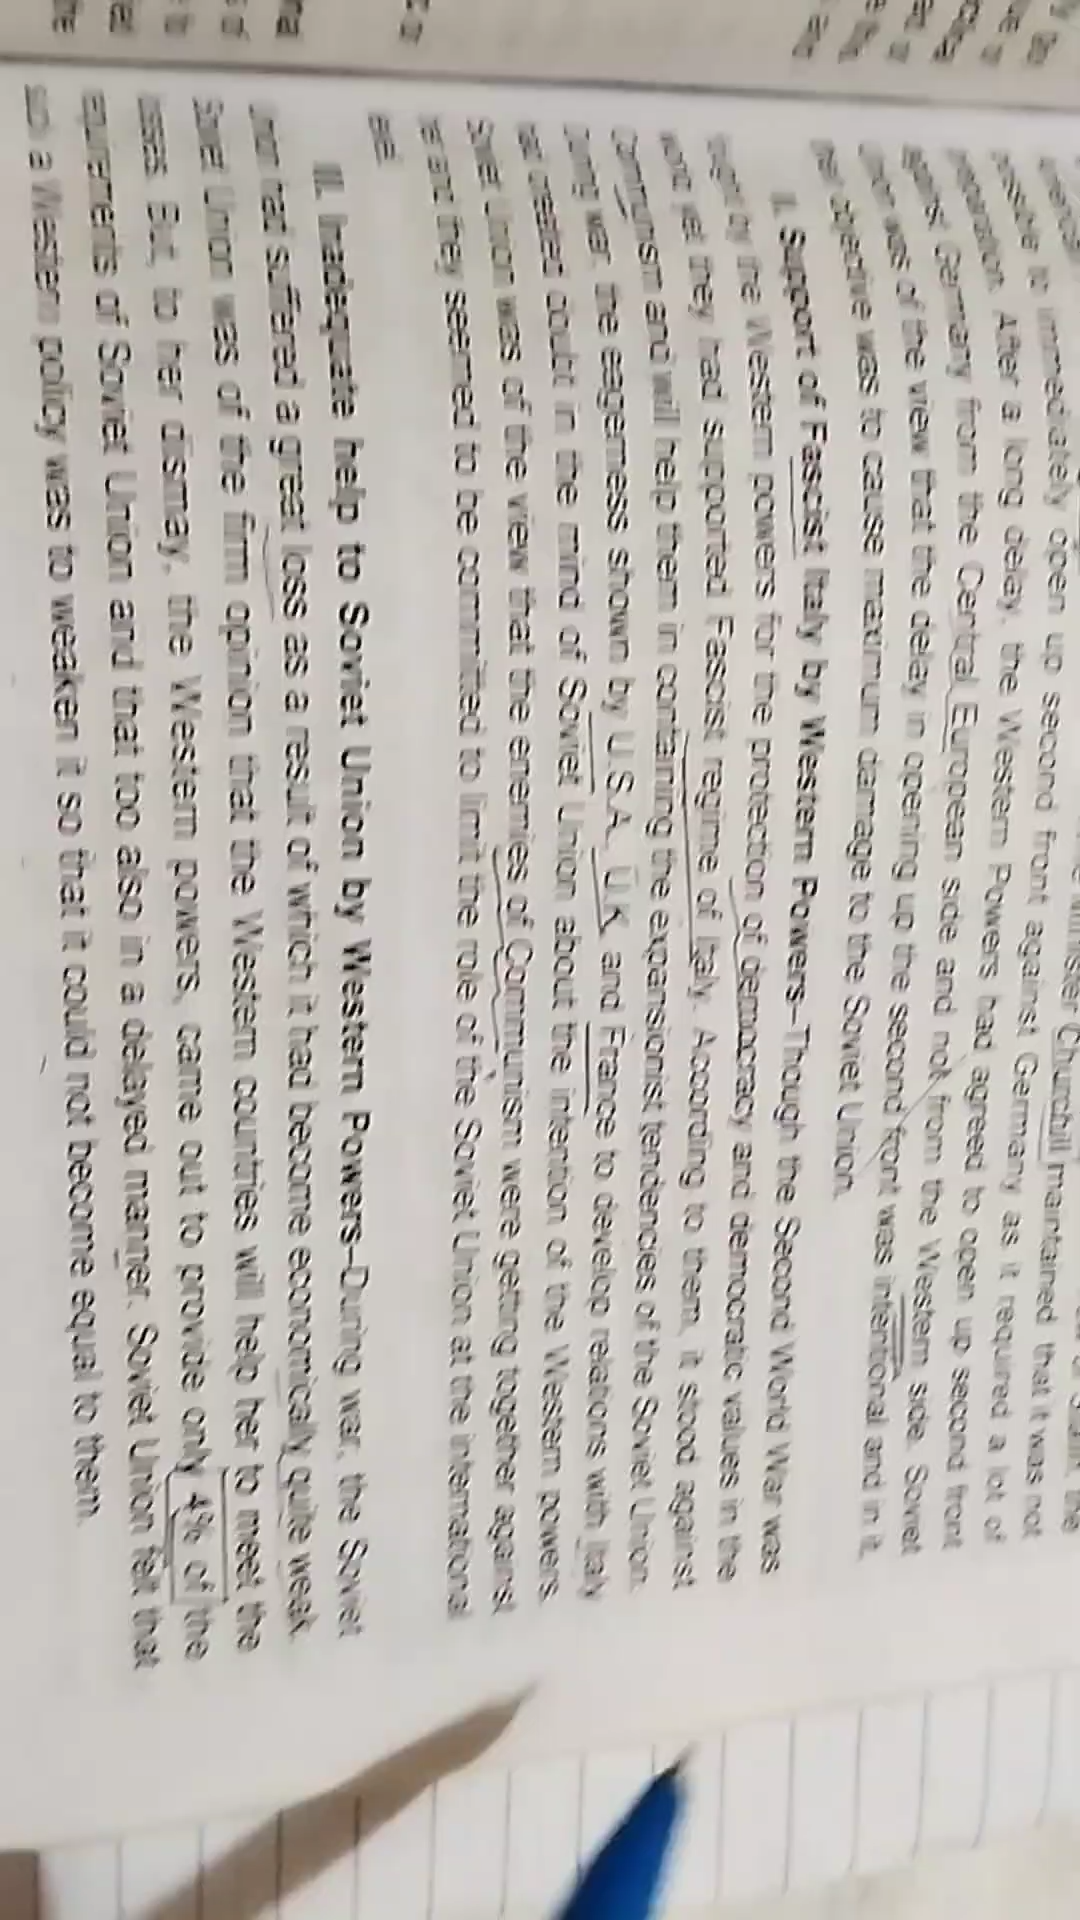 Minister Churchill maintained that it was not
possible to immediately open up second front against Germany as it required a lot of
preparation. After a long delay, the Western Powers had agreed to open up second front
against Germany from the Central European side and not from the Western side. Soviet
Union was of the view that the delay in opening up the second front was intentional and in it,
their objective was to cause maximum damage to the Soviet Union.
II. Support of Fascist Italy by Western Powers–Though the Second World War was
fought by the Western powers for the protection of democracy and democratic values in the
world yet they had supported Fascist regime of Italy. According to them, it stood against
Communism and will help them in containing the expansionist tendencies of the Soviet Union.
During war, the eagerness shown by U.S.A., U.K. and France to develop relations with Italy
had created doubt in the mind of Soviet Union about the intention of the Western powers.
Soviet Union was of the view that the enemies of Communism were getting together against
her and they seemed to be committed to limit the role of the Soviet Union at the international
level.
III. Inadequate help to Soviet Union by Western Powers–During war, the Soviet
Union had suffered a great loss as a result of which it had become economically quite weak.
Soviet Union was of the firm opinion that the Western countries will help her to meet the
losses. But, to her dismay, the Western powers, came out to provide only 4% of the
requirements of Soviet Union and that too also in a delayed manner. Soviet Union felt that
so a Western policy was to weaken it so that it could not become equal to them.